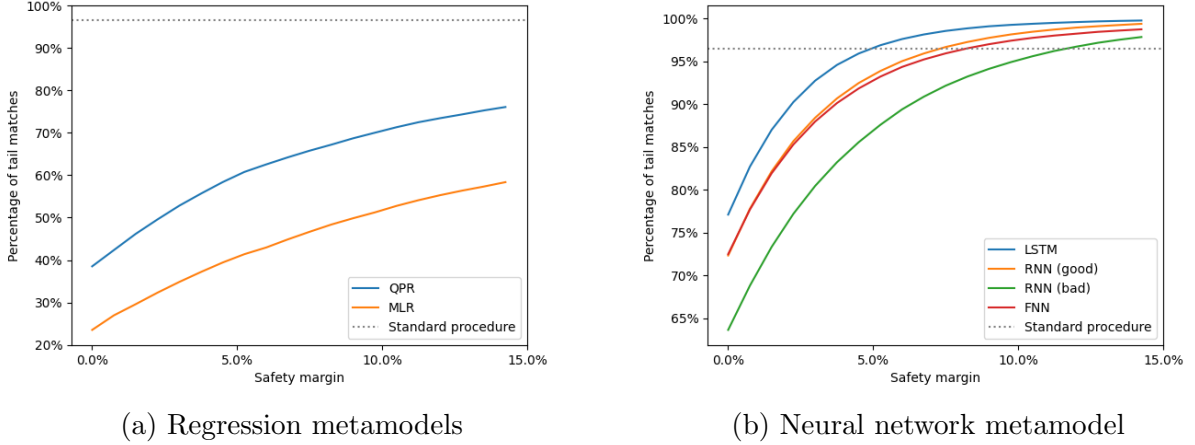 100%
90%
80%
70%
60%
50%
40%
30%
20%
Percentage of tail matches
QPR
MLR
Standard procedure
0.0%
5.0%
10.0%
15.0%
Safety margin
(a) Regression metamodels
100%
95%
90%
85%
80%
75%
70%
65%
Percentage of tail matches
LSTM
RNN (good)
RNN (bad)
FNN
Standard procedure
0.0%
5.0%
10.0%
15.0%
Safety margin
(b) Neural network metamodel